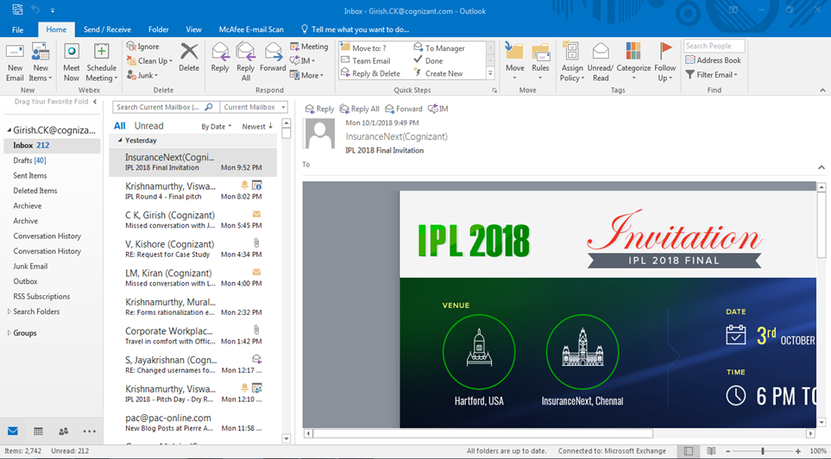 Inbox - Girish.CK@cognizant.com - Outlook
File Home Send / Receive Folder View McAfee E-mail Scan Tell me what you want to do...
New Email
New Items
New
Meet Now
Schedule Meeting
Webex
Ignore
Clean Up
Junk
Delete
Delete
Reply
Reply All
Forward
Meeting
IM
More
Respond
Move to: ?
Team Email
Reply & Delete
To Manager
Done
Create New
Quick Steps
Move
Rules
Move
Assign Policy
Unread/ Read
Categorize
Follow Up
Tags
Search People
Address Book
Filter Email
Find
Drag Your Favorite Fold
Girish.CK@cogniza...
Inbox 212
Drafts [40]
Sent Items
Deleted Items
Archieve
Archive
Conversation History
Conversation History
Junk Email
Outbox
RSS Subscriptions
Search Folders
Groups
Search Current Mailbox (... Current Mailbox
All Unread By Date Newest
Yesterday
InsuranceNext(Cogni...
IPL 2018 Final Invitation Mon 9:52 PM
Krishnamurthy, Viswa...
IPL Round 4 - Final pitch Mon 8:02 PM
C K, Girish (Cognizant)
Missed conversation with J... Mon 5:45 PM
V, Kishore (Cognizant)
RE: Request for Case Study Mon 4:34 PM
LM, Kiran (Cognizant)
Missed conversation with L... Mon 4:00 PM
Krishnamurthy, Mural...
Re: Forms rationalization e... Mon 2:32 PM
Corporate Workplac...
Travel in comfort with Offic... Mon 1:42 PM
S, Jayakrishnan (Cogn...
RE: Changed usernames fo... Mon 12:17 ...
Krishnamurthy, Viswa...
IPL 2018 - Pitch Day - Dry R... Mon 12:10 ...
pac@pac-online.com
New Blog Posts at Pierre A... Mon 11:58 ...
Reply Reply All Forward IM
Mon 10/1/2018 9:49 PM
InsuranceNext(Cognizant)
IPL 2018 Final Invitation
To
IPL 2018
Invitation
IPL 2018 FINAL
VENUE
Hartford, USA
InsuranceNext, Chennai
DATE
3rd OCTOBER
TIME
6 PM TO
Items: 2,742 Unread: 212 All folders are up to date. Connected to: Microsoft Exchange 100%